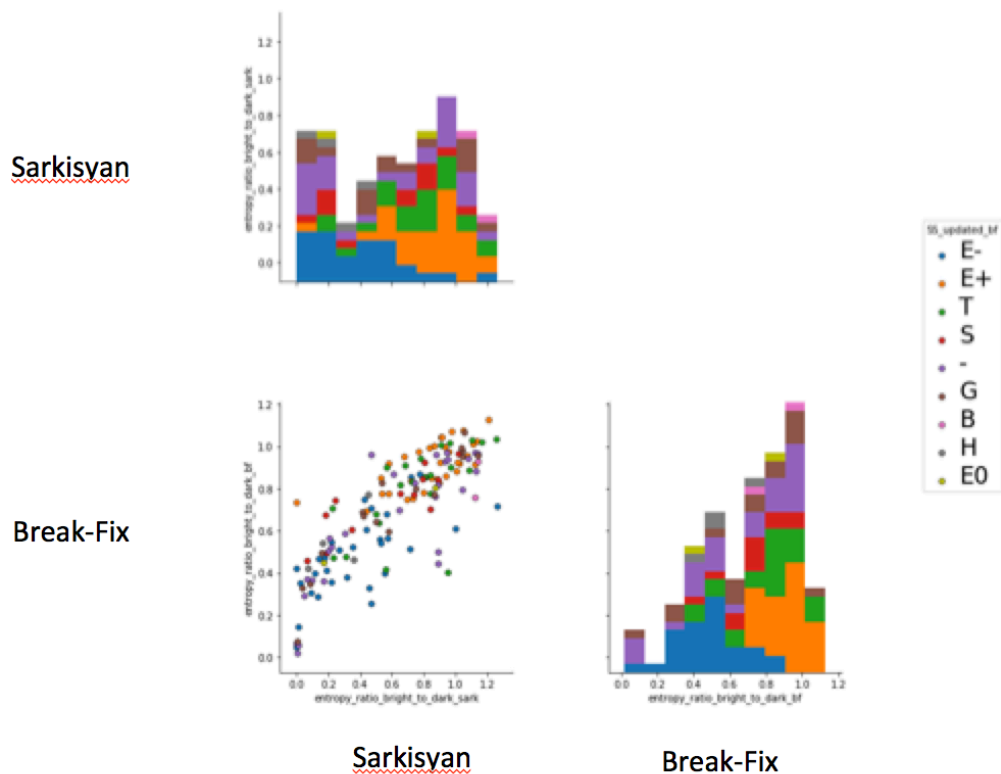 1.2
1.0
0.8
0.6
0.4
0.2
0.0
entropy_ratio_bright_to_dark_sark
Sarkisyan
SS_updated_bf
E-
E+
T
S
-
G
B
H
E0
1.2
1.0
0.8
0.6
0.4
0.2
0.0
entropy_ratio_bright_to_dark_bf
Break-Fix
0.0 0.2 0.4 0.6 0.8 1.0 1.2
entropy_ratio_bright_to_dark_sark
0.0 0.2 0.4 0.6 0.8 1.0 1.2
entropy_ratio_bright_to_dark_bf
Sarkisyan
Break-Fix